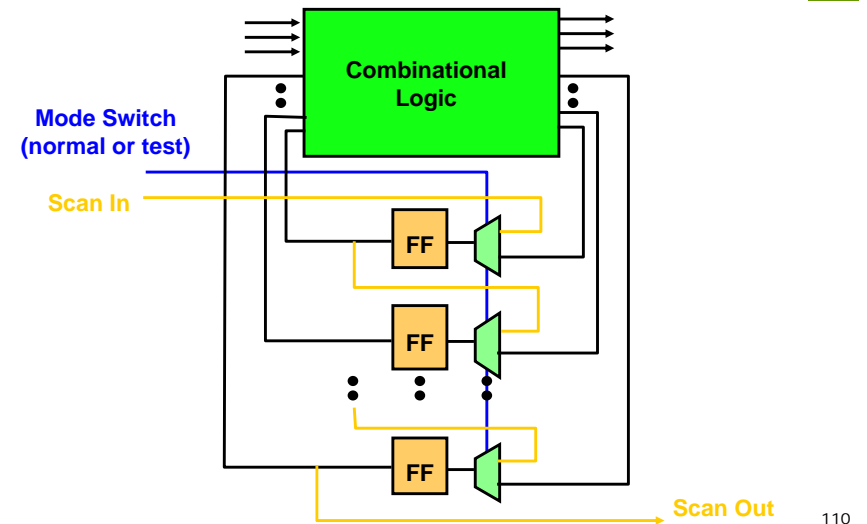 Combinational
Logic
Mode Switch
(normal or test)
Scan In
FF
FF
FF
Scan Out
110